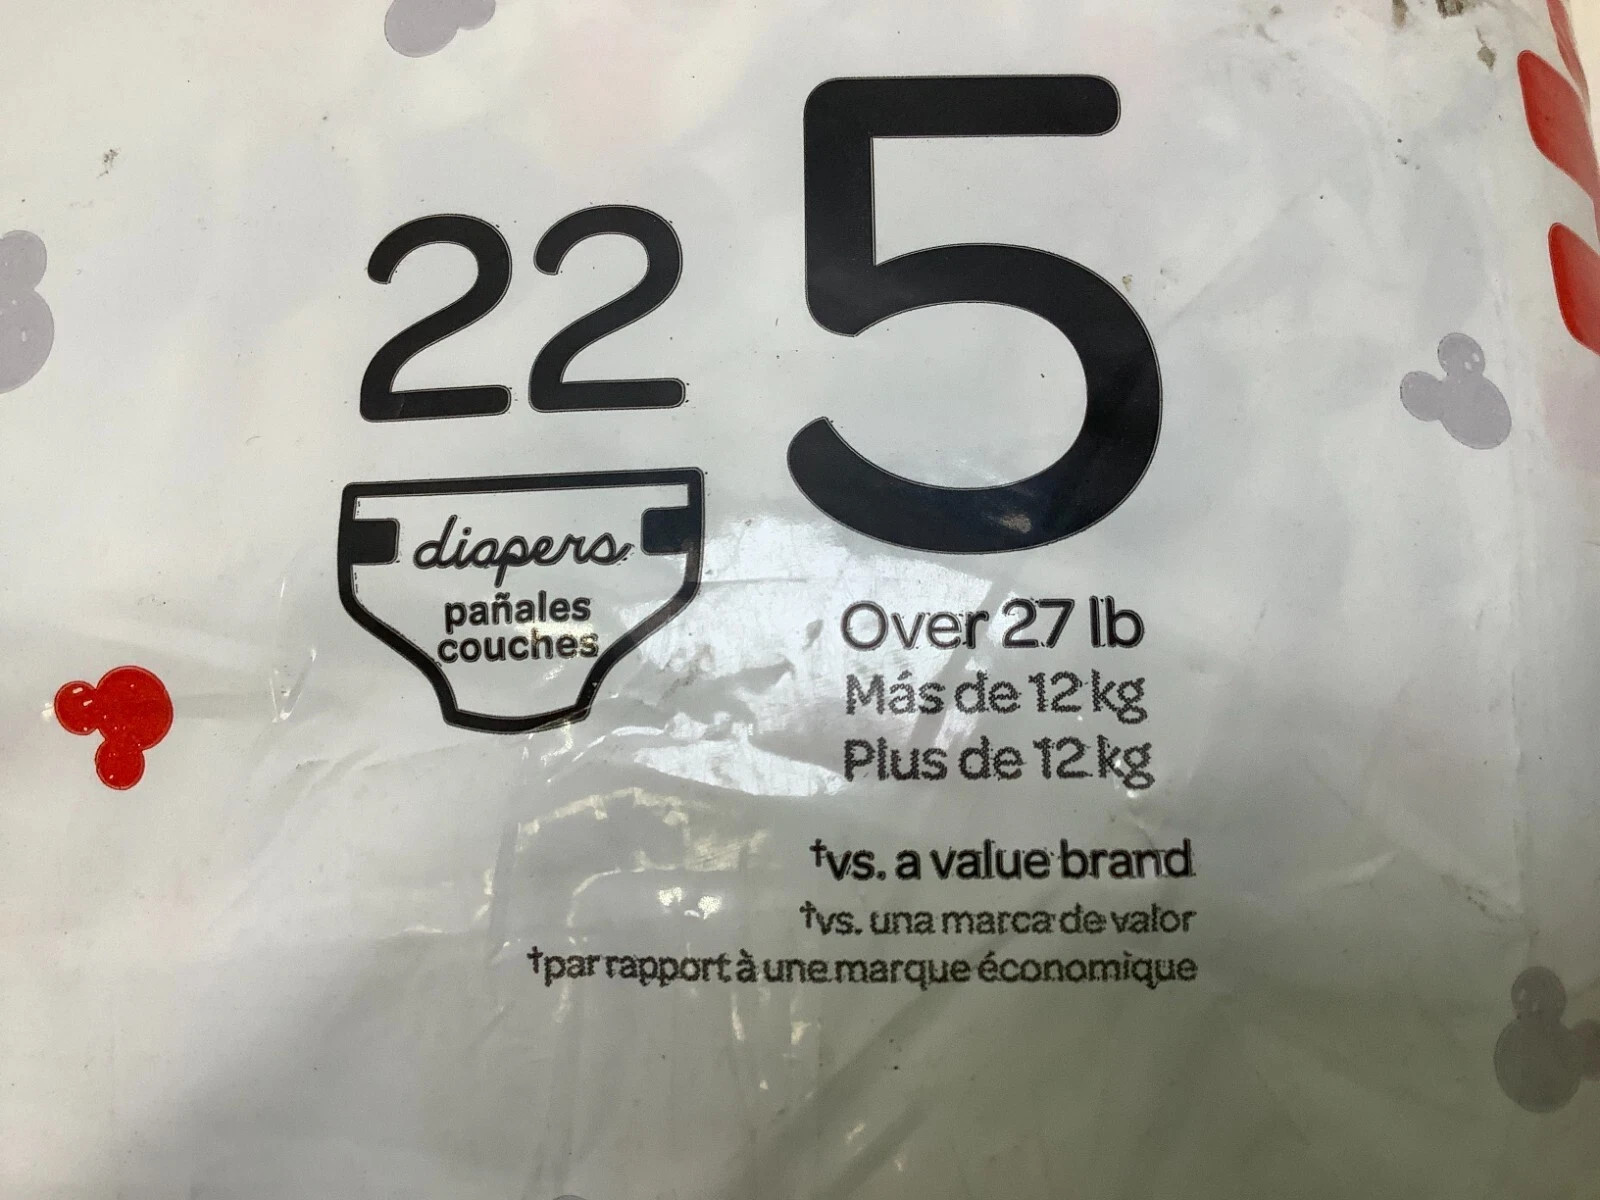 22
5
diapers
pañales
couches
Over 27 lb
Más de 12 kg
Plus de 12 kg
†vs. a value brand
†vs. una marca de valor
†par rapport à une marque économique